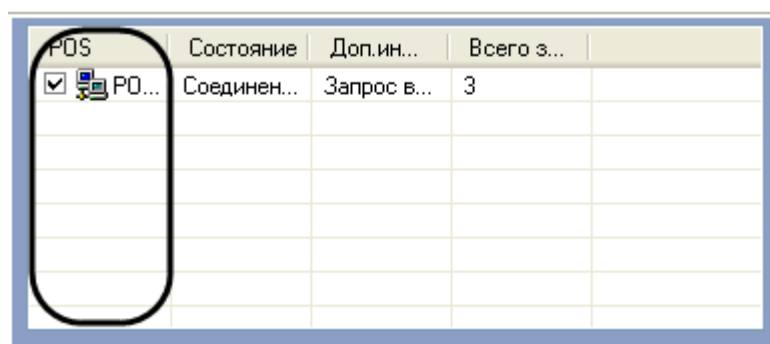 POS Состояние Доп.ин... Всего з...
PO... Соединен... Запрос в... 3